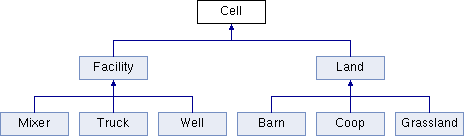 Cell
Facility Land
Mixer Truck Well Barn Coop Grassland